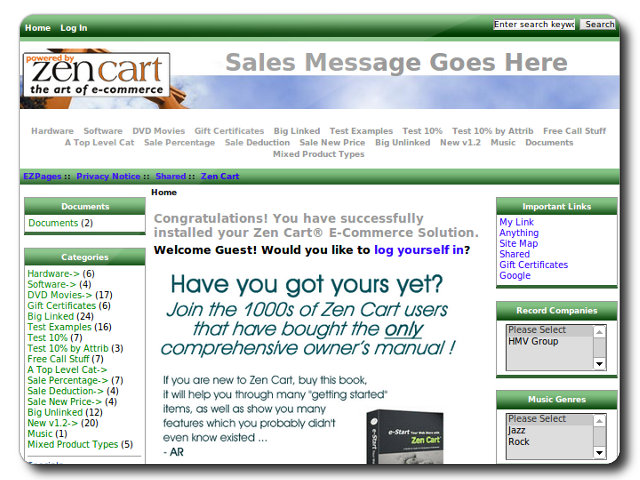 Home Log In
Enter search keywo Search
powered by
zen cart
the art of e-commerce
Sales Message Goes Here
Hardware Software DVD Movies Gift Certificates Big Linked Test Examples Test 10% Test 10% by Attrib Free Call Stuff
A Top Level Cat Sale Percentage Sale Deduction Sale New Price Big Unlinked New v1.2 Music Documents
Mixed Product Types
EZPages :: Privacy Notice :: Shared :: Zen Cart
Home
Documents
Documents (2)
Categories
Hardware-> (6)
Software-> (4)
DVD Movies-> (17)
Gift Certificates (6)
Big Linked (24)
Test Examples (16)
Test 10% (7)
Test 10% by Attrib (3)
Free Call Stuff (7)
A Top Level Cat->
Sale Percentage-> (7)
Sale Deduction-> (4)
Sale New Price-> (4)
Big Unlinked (12)
New v1.2-> (20)
Music (1)
Mixed Product Types (5)
Congratulations! You have successfully
installed your Zen Cart® E-Commerce Solution.
Welcome Guest! Would you like to log yourself in?
Have you got yours yet?
Join the 1000s of Zen Cart users
that have bought the only
comprehensive owner's manual !
If you are new to Zen Cart, buy this book,
it will help you through many "getting started"
items, as well as show you many
features which you probably didn't
even know existed ...
- AR
e-Start Your Web Store with
Zen Cart
Important Links
My Link
Anything
Site Map
Shared
Gift Certificates
Google
Record Companies
Please Select
HMV Group
Music Genres
Please Select
Jazz
Rock